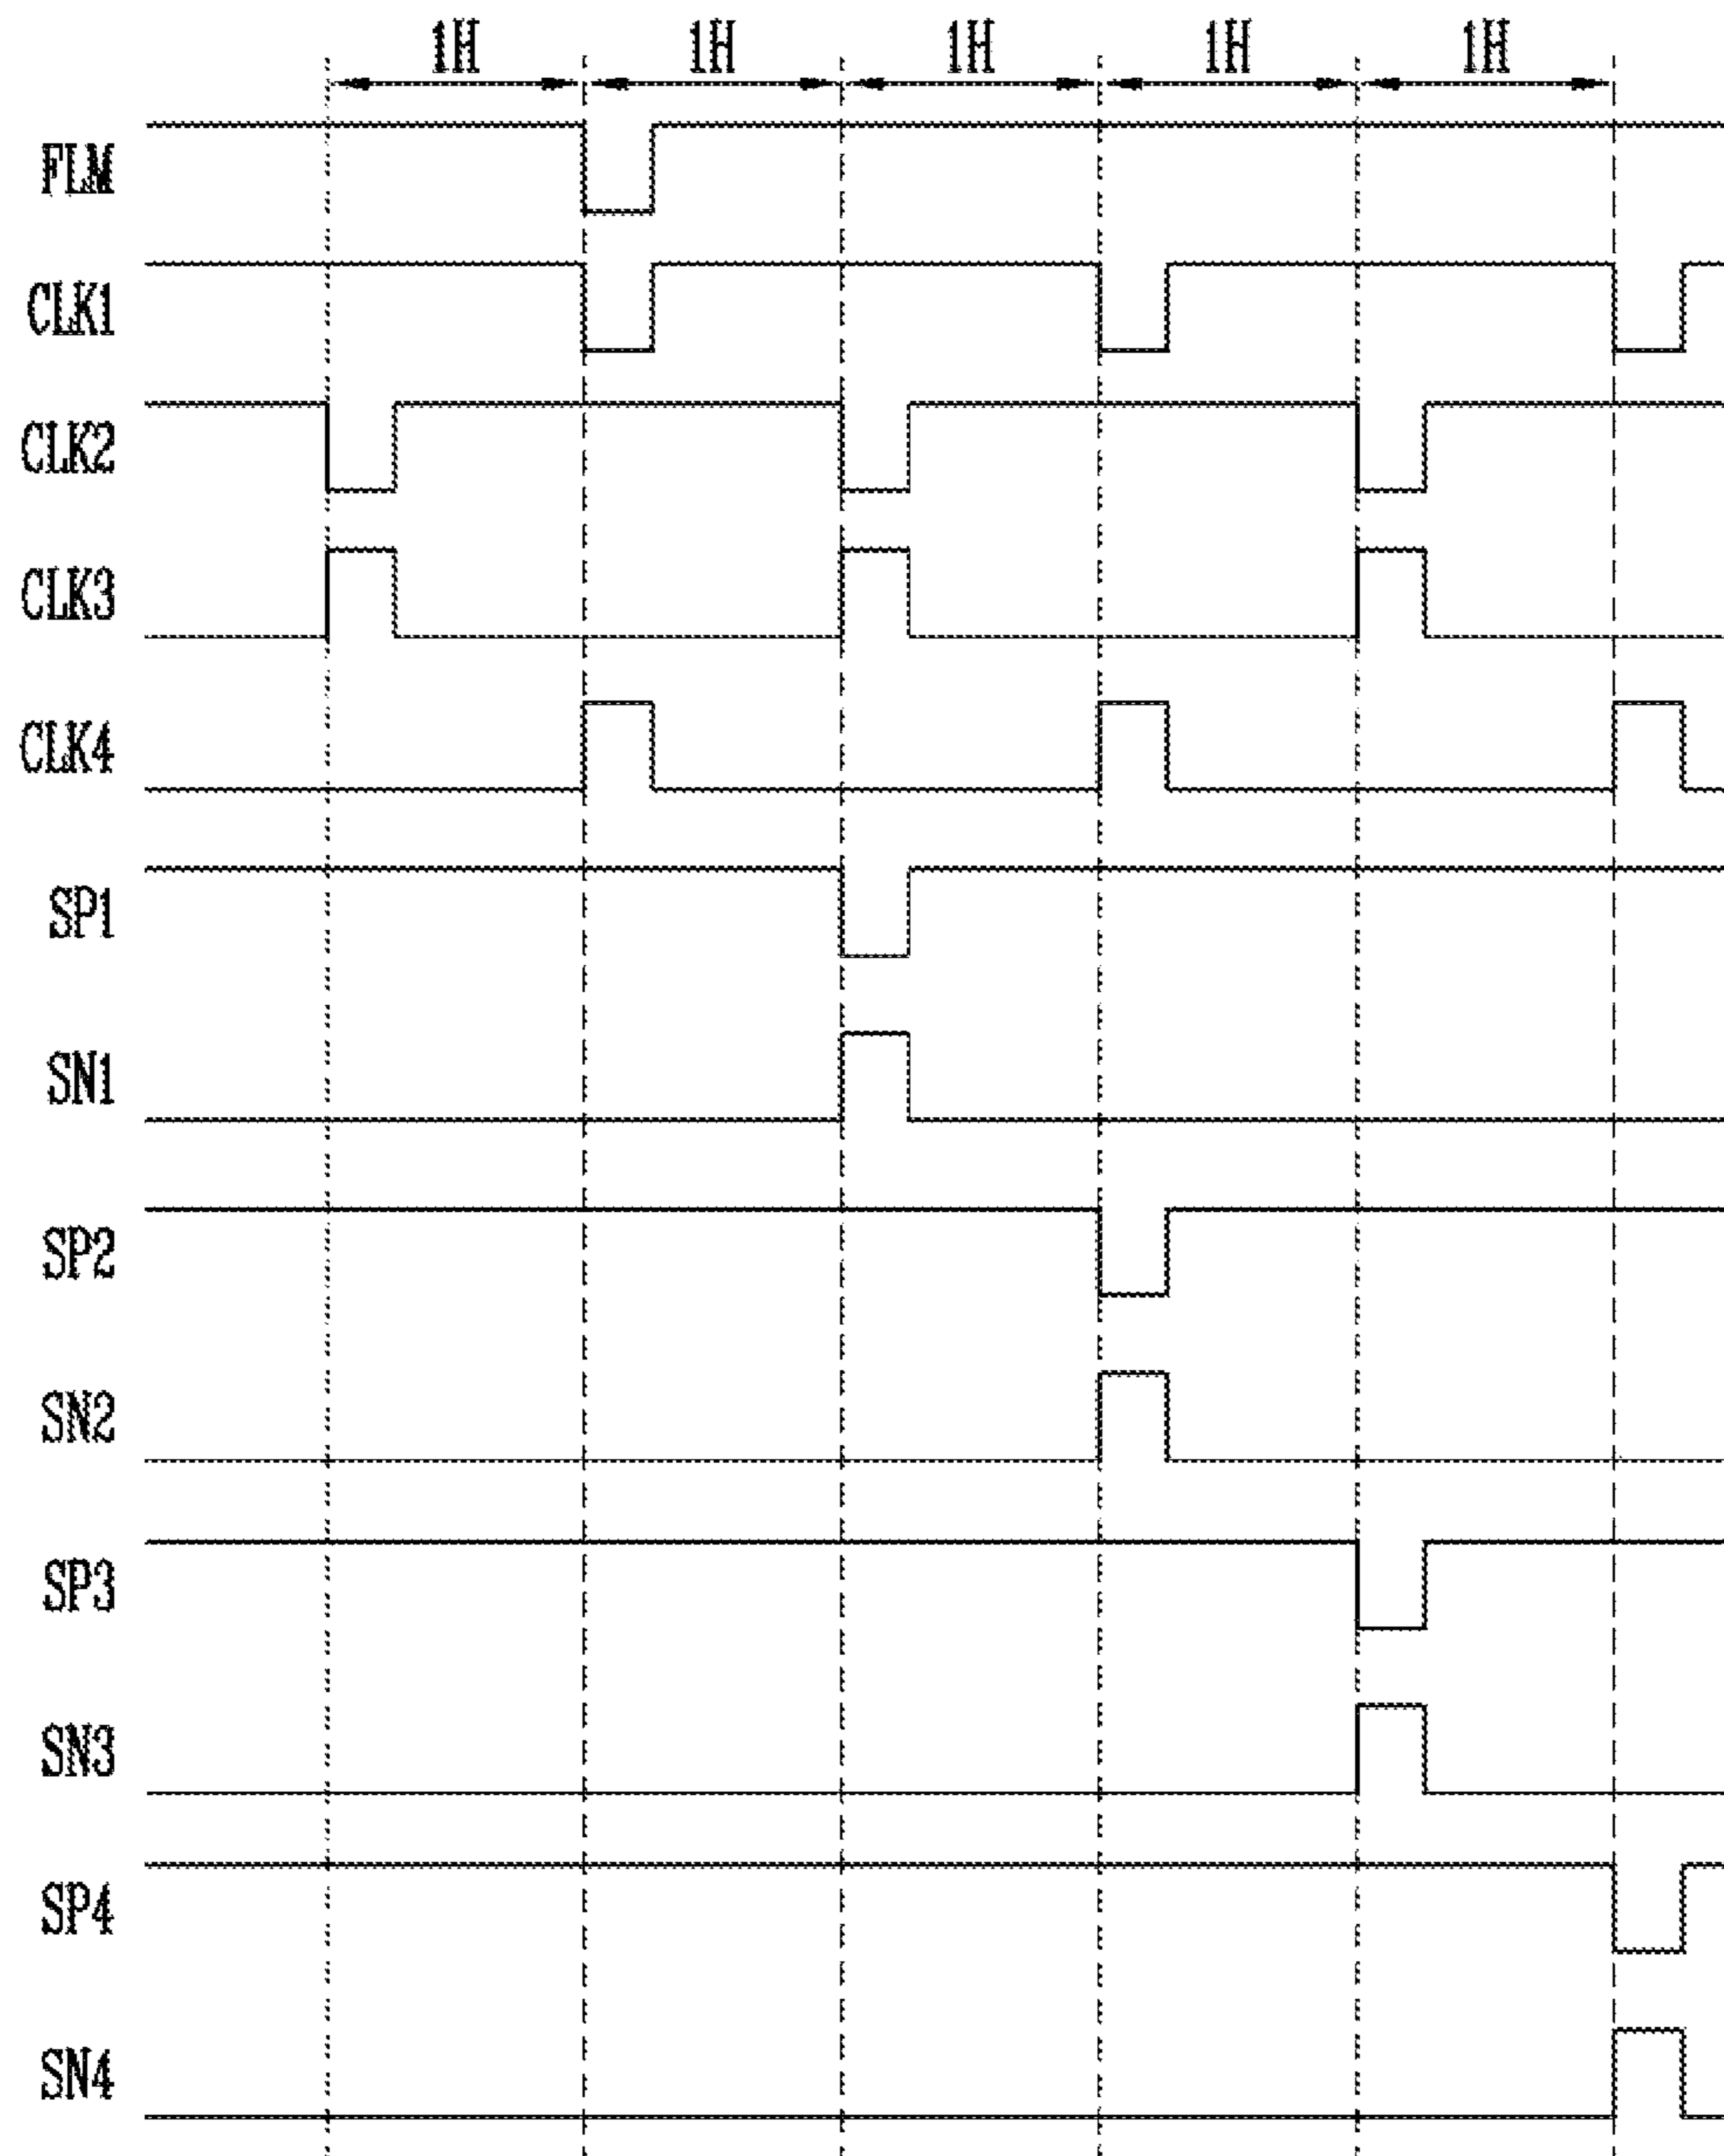 1H 1H 1H 1H 1H
FLM
CLK1
CLK2
CLK3
CLK4
SP1
SN1
SP2
SN2
SP3
SN3
SP4
SN4